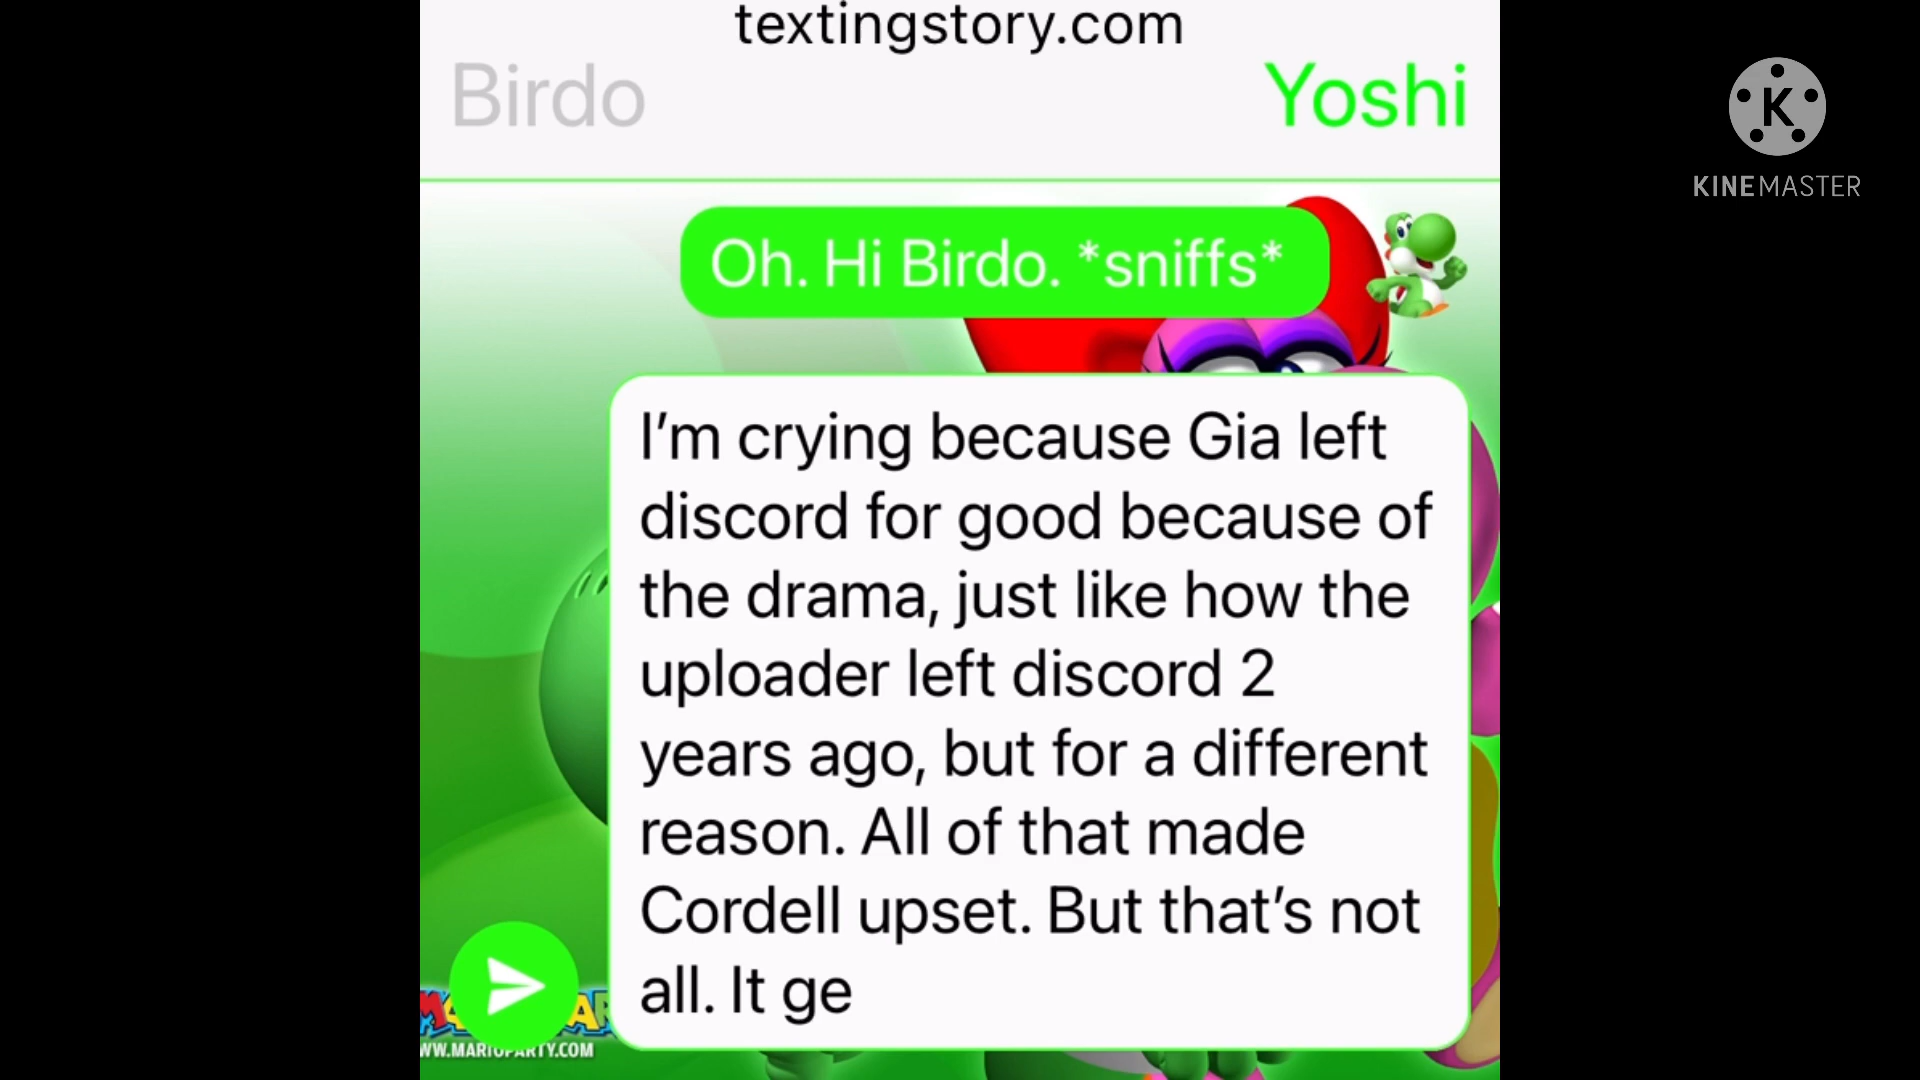 textingstory.com
Birdo
Yoshi
KINEMASTER
Oh. Hi Birdo. *sniffs*
I'm crying because Gia left
discord for good because of
the drama, just like how the
uploader left discord 2
years ago, but for a different
reason. All of that made
Cordell upset. But that's not
all. It ge
WW.MARIOPARTY.COM